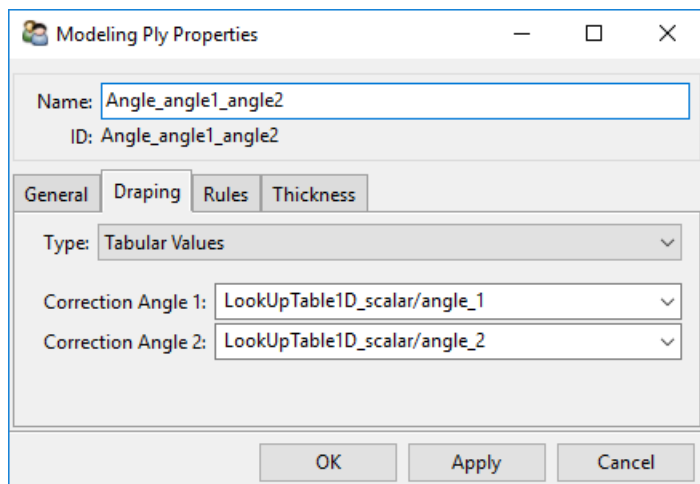 Modeling Ply Properties
Name: Angle_angle1_angle2
ID: Angle_angle1_angle2
General Draping Rules Thickness
Type: Tabular Values
Correction Angle 1: LookUpTable1D_scalar/angle_1
Correction Angle 2: LookUpTable1D_scalar/angle_2
OK Apply Cancel